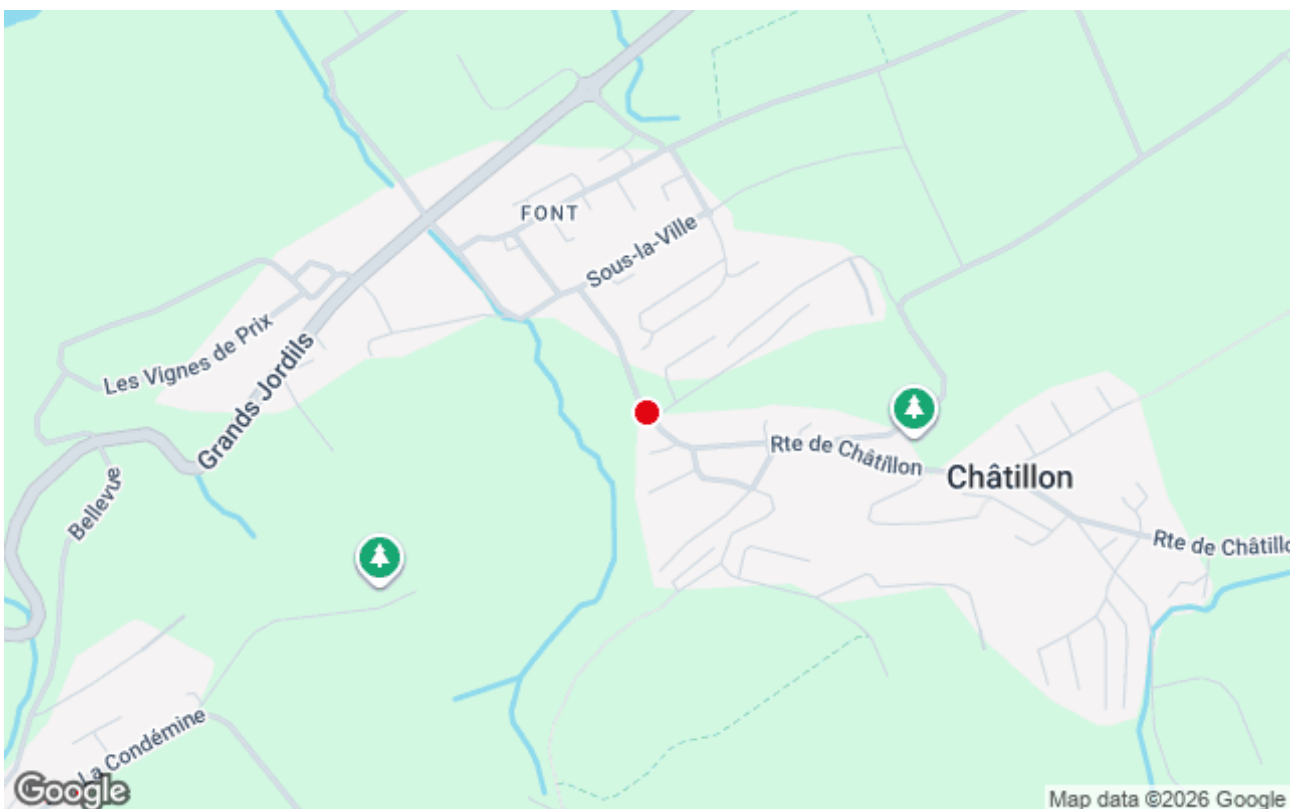 FONT
Sous-la-Ville
Les Vignes de Prix
Grands Jordils
Bellevue
Rte de Châtillon
Châtillon
Rte de Châtillo
La Condémine
Google
Map data ©2026 Google